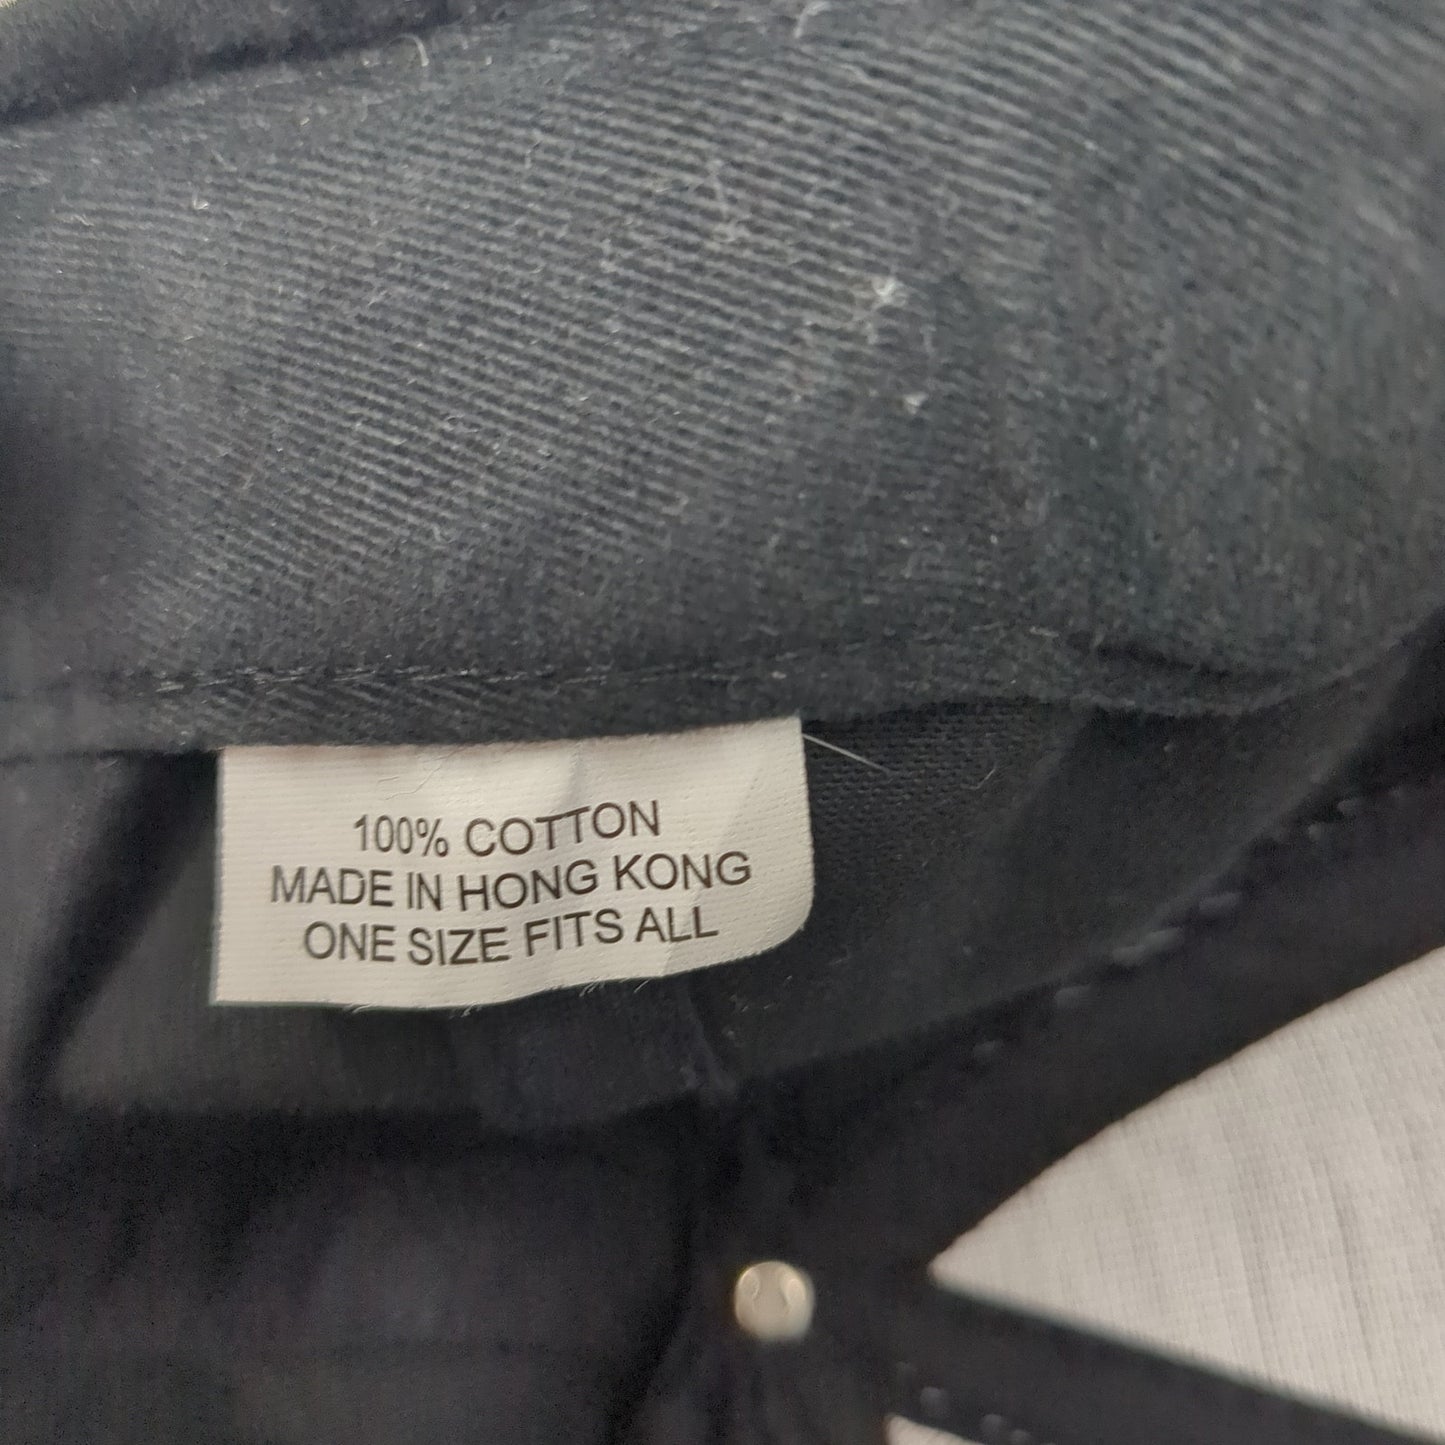 100% COTTON
MADE IN HONG KONG
ONE SIZE FITS ALL